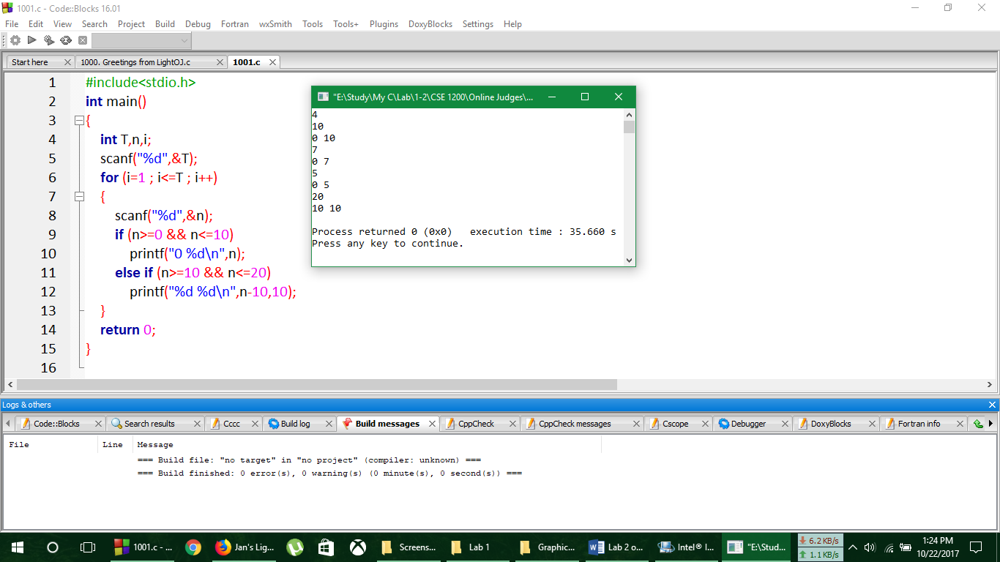 1001.c - Code::Blocks 16.01
File Edit View Search Project Build Debug Fortran wxSmith Tools Tools+ Plugins DoxyBlocks Settings Help
Start here 1000. Greetings from LightOJ.c 1001.c
1 #include<stdio.h>
2 int main()
3 {
4 int T,n,i;
5 scanf("%d",&T);
6 for (i=1 ; i<=T ; i++)
7 {
8 scanf("%d",&n);
9 if (n>=0 && n<=10)
10 printf("0 %d\n",n);
11 else if (n>=10 && n<=20)
12 printf("%d %d\n",n-10,10);
13 }
14 return 0;
15 }
16
"E:\Study\My C\Lab\1-2\CSE 1200\Online Judges\...
4
10
0 10
7
0 7
5
0 5
20
10 10
Process returned 0 (0x0) execution time : 35.660 s
Press any key to continue.
Logs & others
Code::Blocks Search results Cccc Build log Build messages CppCheck CppCheck messages Cscope Debugger DoxyBlocks Fortran info
File Line Message
=== Build file: "no target" in "no project" (compiler: unknown) ===
=== Build finished: 0 error(s), 0 warning(s) (0 minute(s), 0 second(s)) ===
1001.c - ... Jan's Lig... Screens... Lab 1 Graphic... Lab 2 o... Intel® I... "E:\Stud...
6.2 KB/s
1.1 KB/s
1:24 PM
10/22/2017